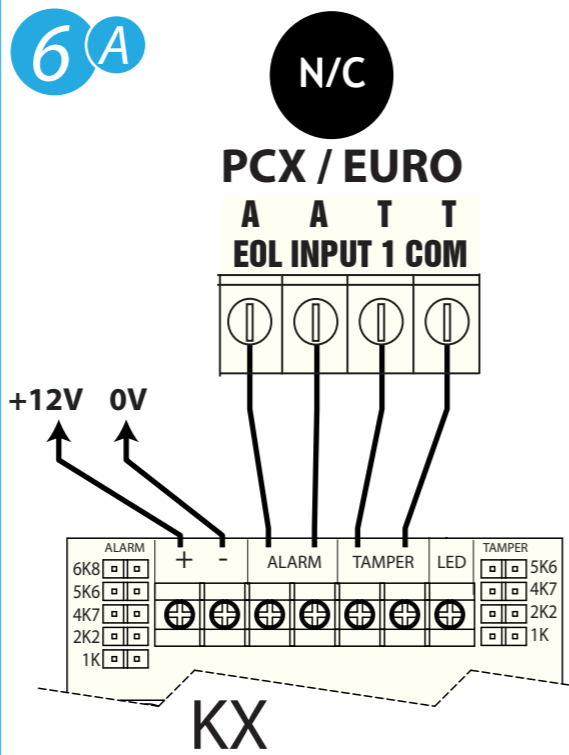 6 A
N/C
PCX / EURO
A A T T
EOL INPUT 1 COM
+12V 0V
ALARM + - ALARM TAMPER LED TAMPER
6K8 5K6
5K6 4K7
4K7 2K2
2K2 1K
1K
KX